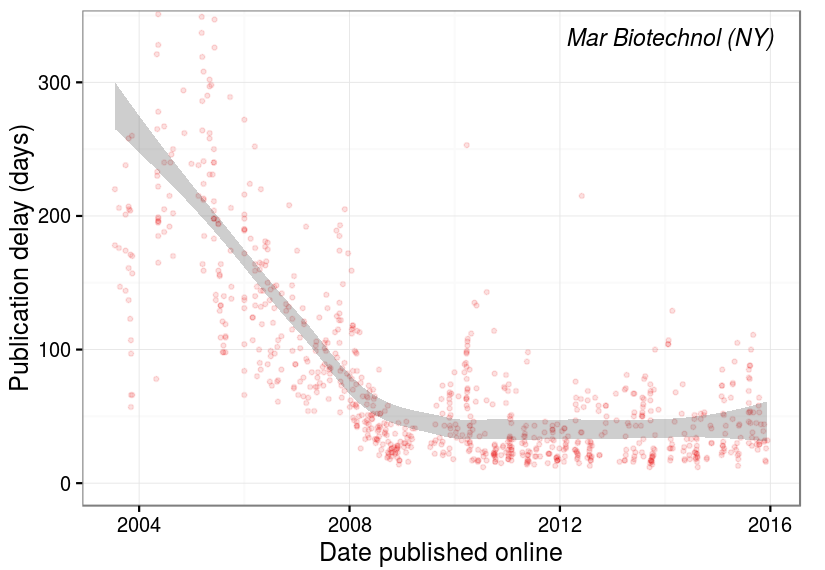 Mar Biotechnol (NY)
Publication delay (days)
300
200
100
0
2004
2008
2012
2016
Date published online